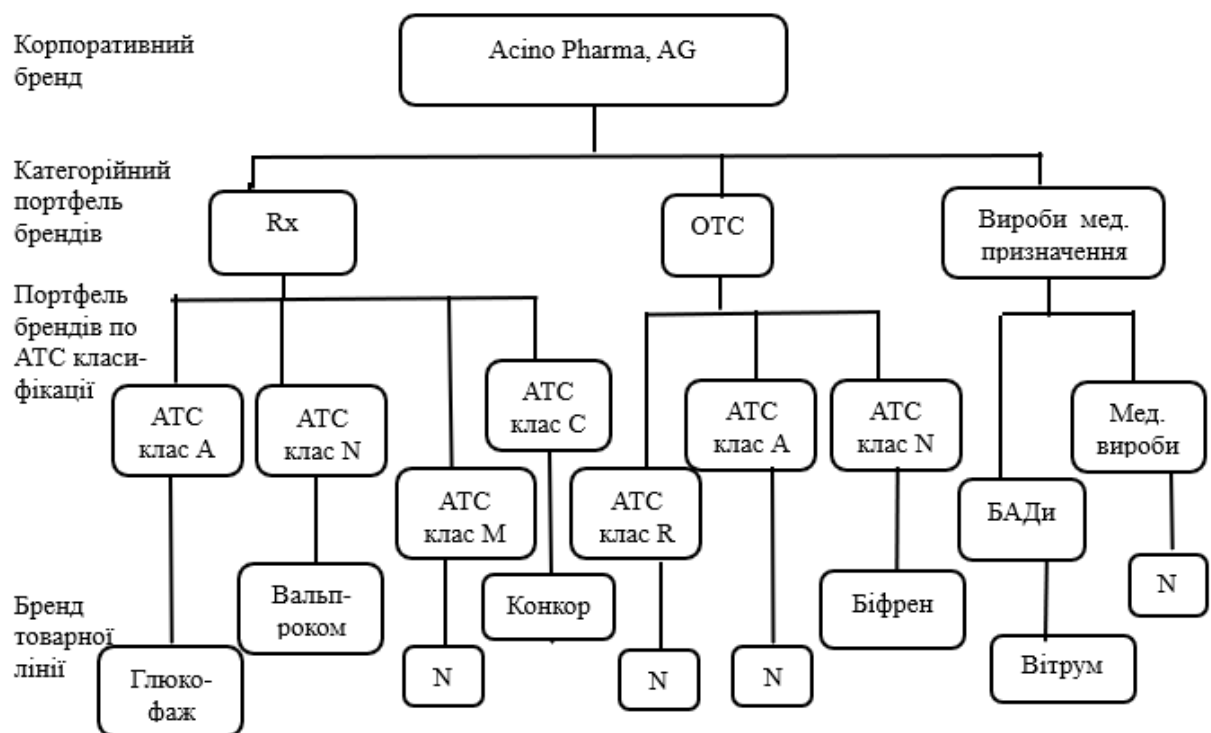 Корпоративний
бренд
Acino Pharma, AG
Категорійний
портфель
брендів
Rx
ОТС
Вироби мед.
призначення
Портфель
брендів по
АТС класи-
фікації
АТС
клас А
АТС
клас N
АТС
клас М
АТС
клас С
АТС
клас R
АТС
клас А
АТС
клас N
БАДи
Мед.
вироби
Бренд
товарної
лінії
Глюко-
фаж
Вальп-
роком
N
Конкор
N
N
Біфрен
Вітрум
N